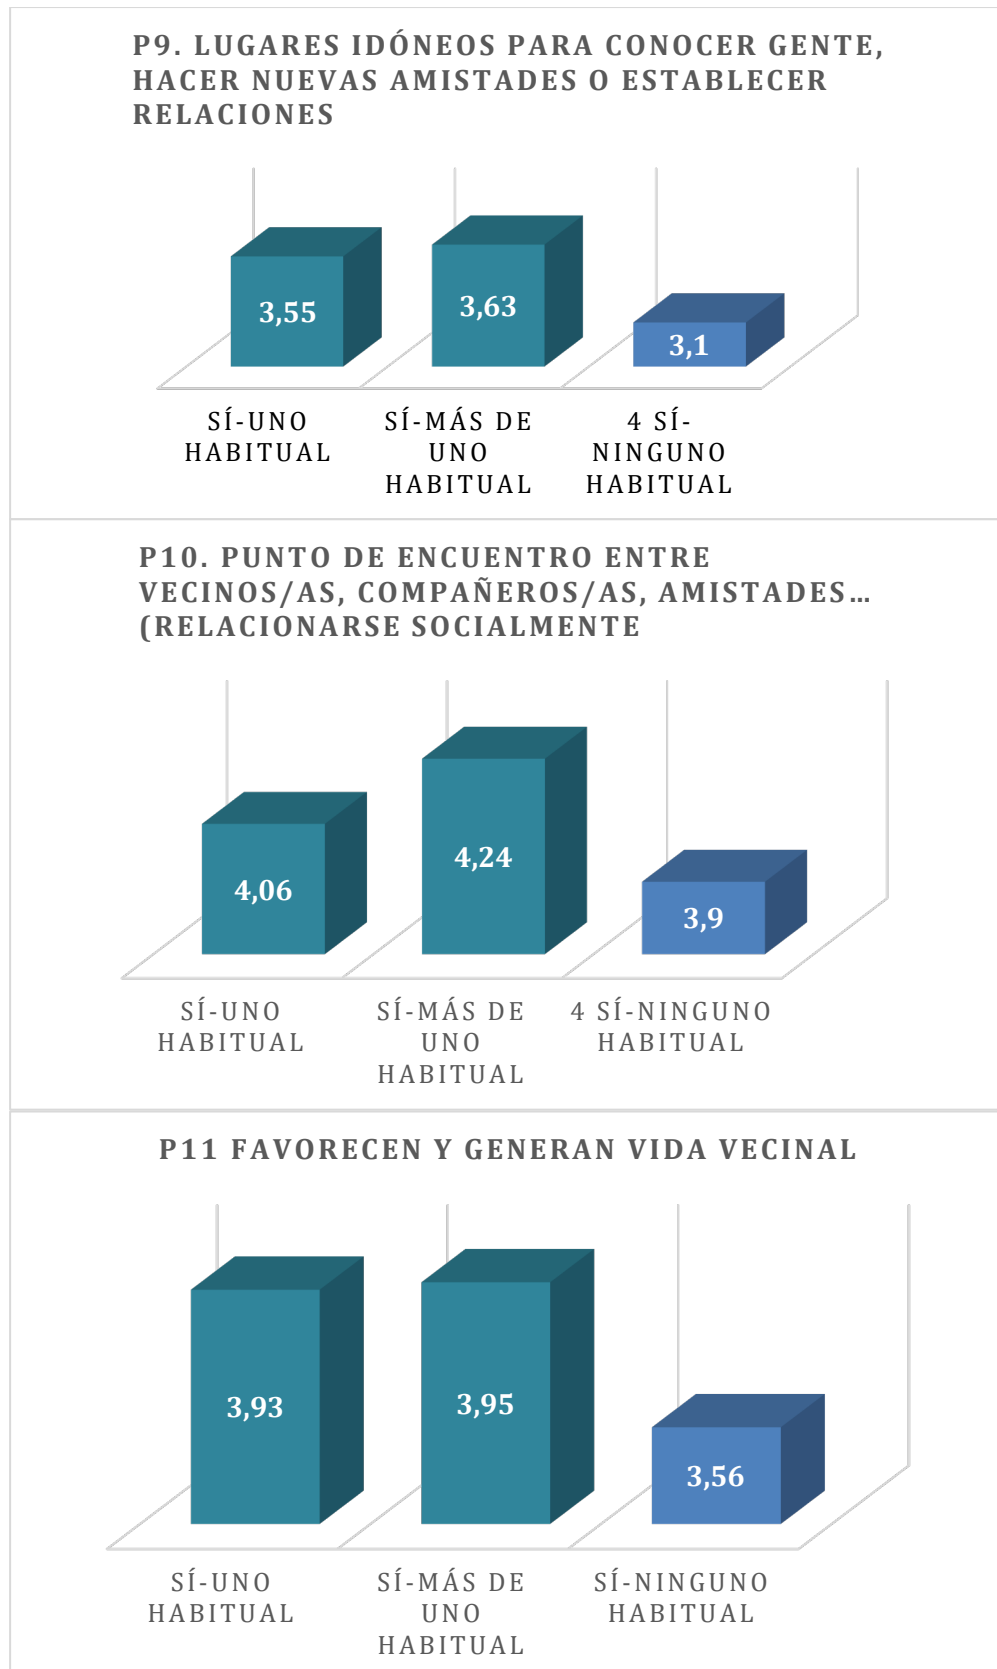 P9. LUGARES IDÓNEOS PARA CONOCER GENTE,
HACER NUEVAS AMISTADES O ESTABLECER
RELACIONES
3,55
3,63
3,1
SÍ-UNO
HABITUAL
SÍ-MÁS DE
UNO
HABITUAL
4 SÍ-
NINGUNO
HABITUAL
P10. PUNTO DE ENCUENTRO ENTRE
VECINOS/AS, COMPAÑEROS/AS, AMISTADES…
(RELACIONARSE SOCIALMENTE
4,06
4,24
3,9
SÍ-UNO
HABITUAL
SÍ-MÁS DE
UNO
HABITUAL
4 SÍ-NINGUNO
HABITUAL
P11 FAVORECEN Y GENERAN VIDA VECINAL
3,93
3,95
3,56
SÍ-UNO
HABITUAL
SÍ-MÁS DE
UNO
HABITUAL
SÍ-NINGUNO
HABITUAL